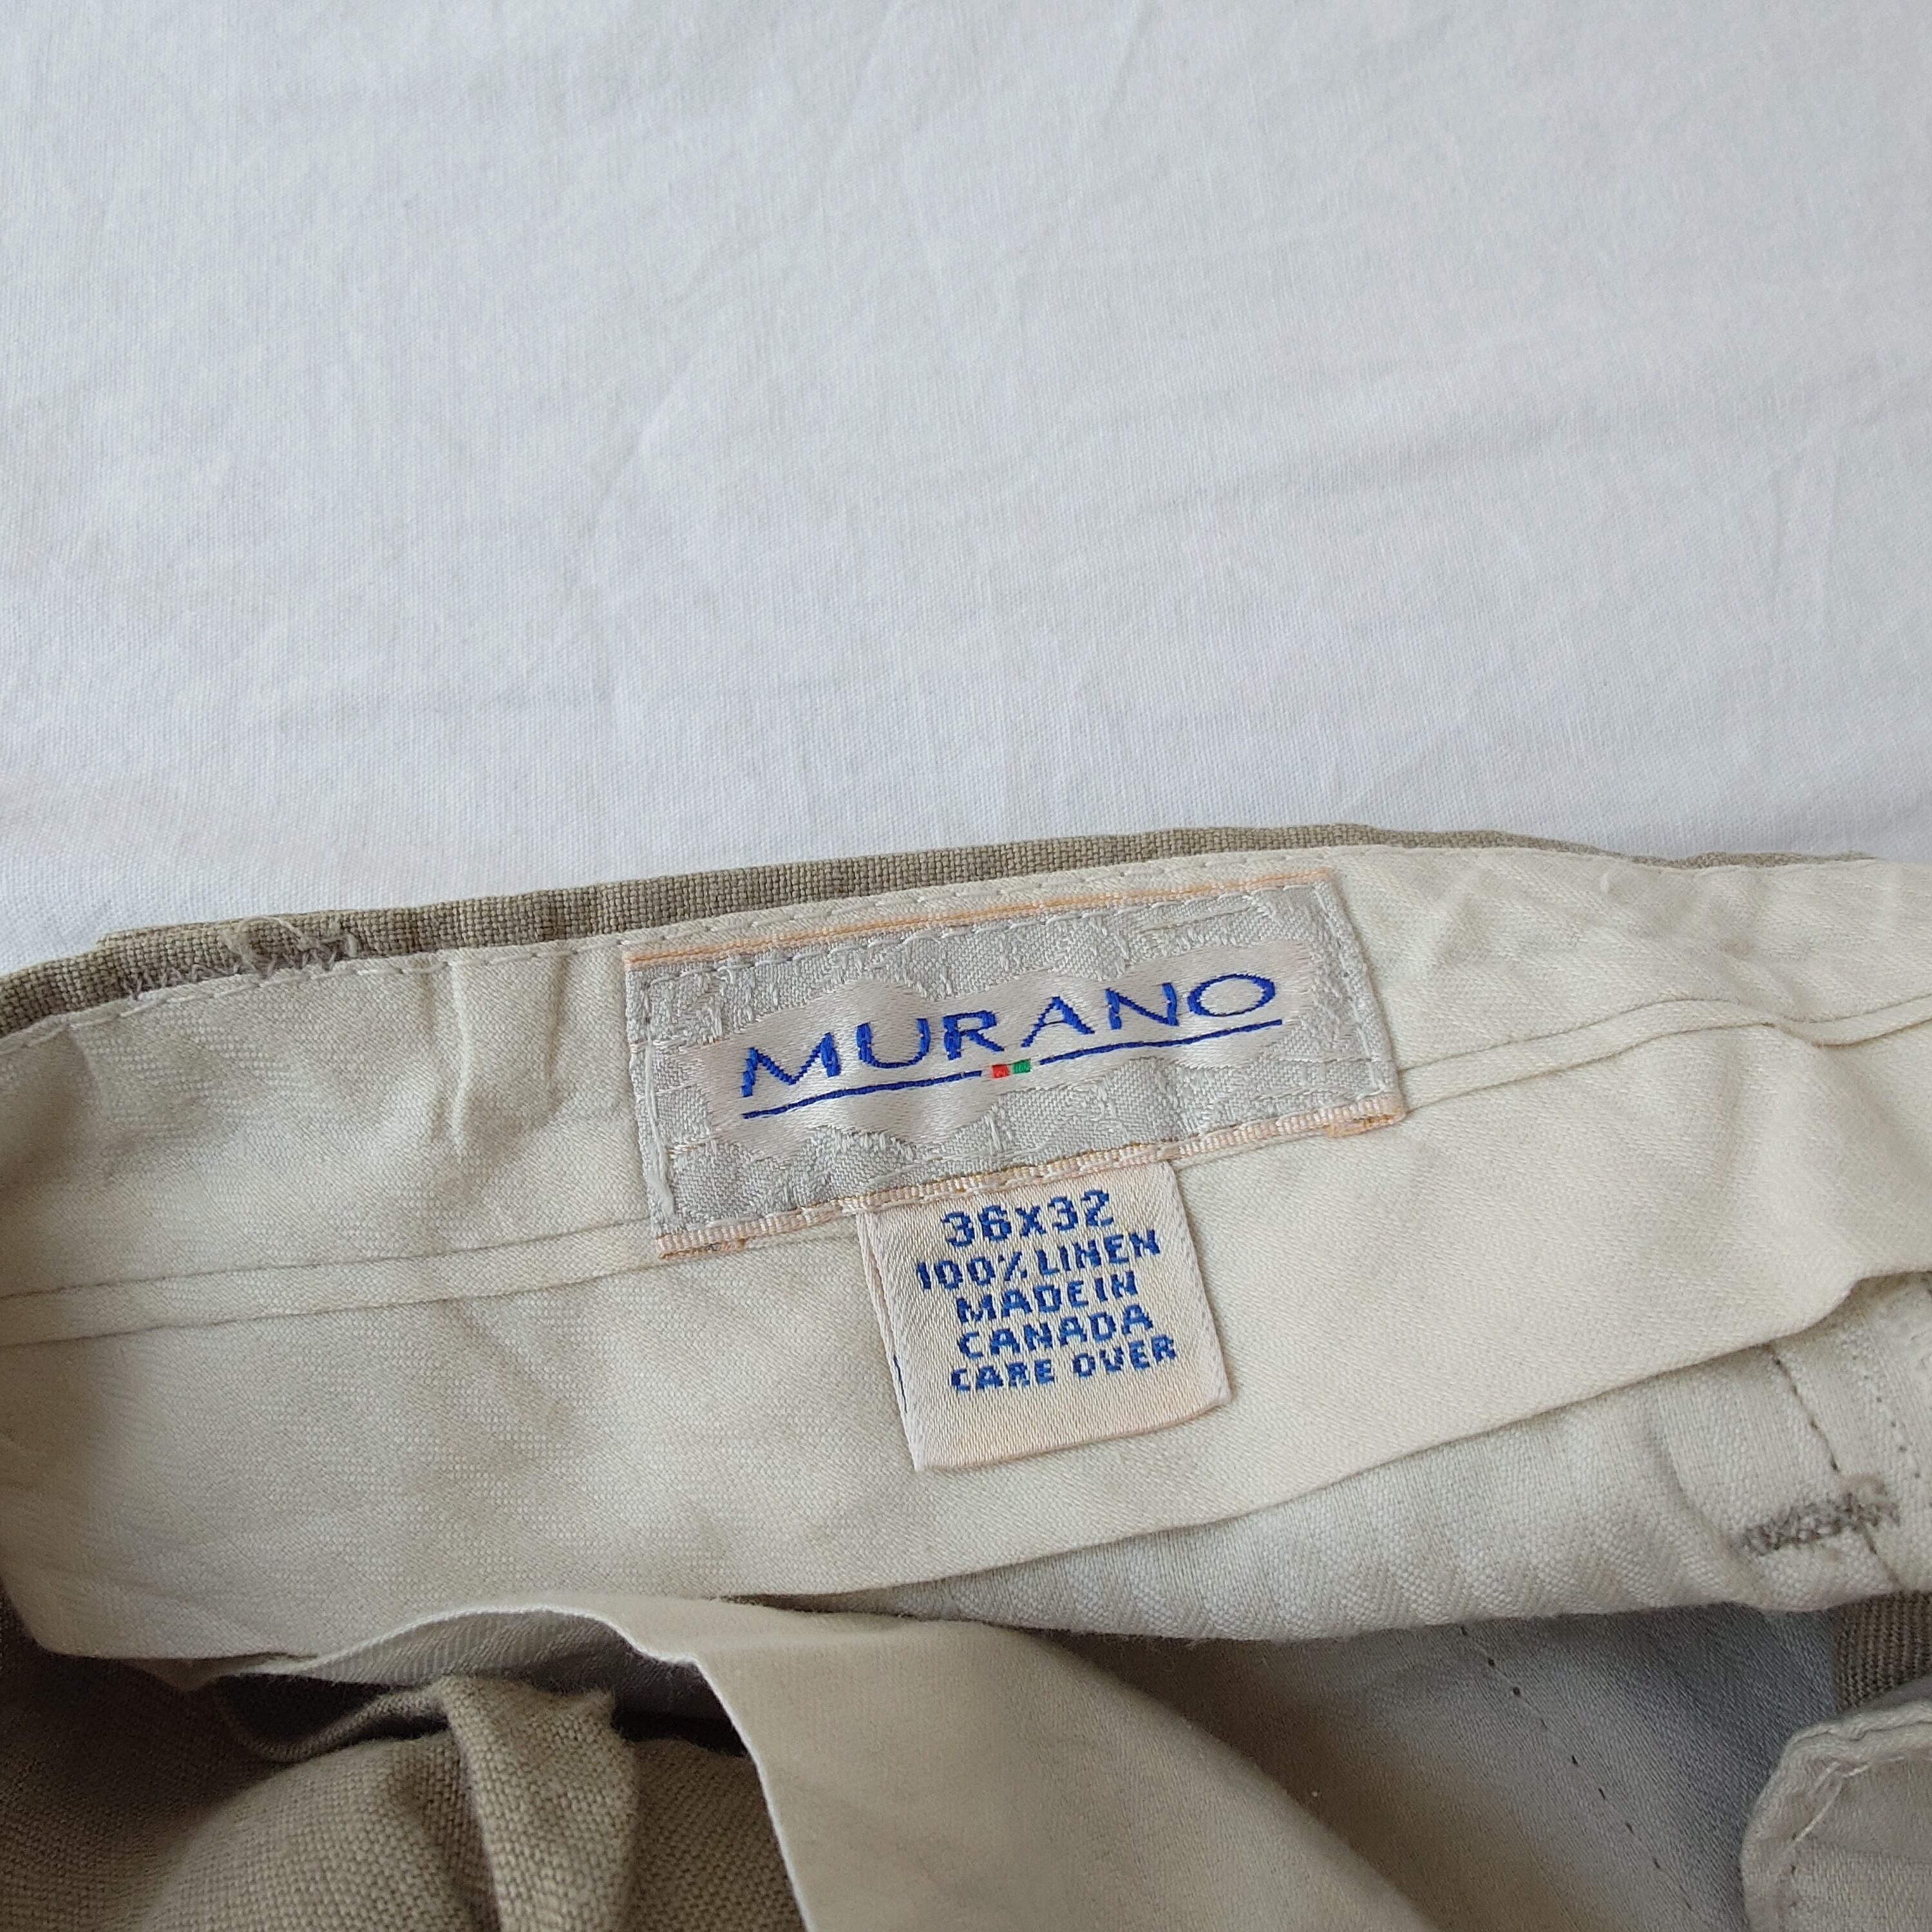 MURANO
36x32
100% LINEN
MADE IN
CANADA
CARE OVER